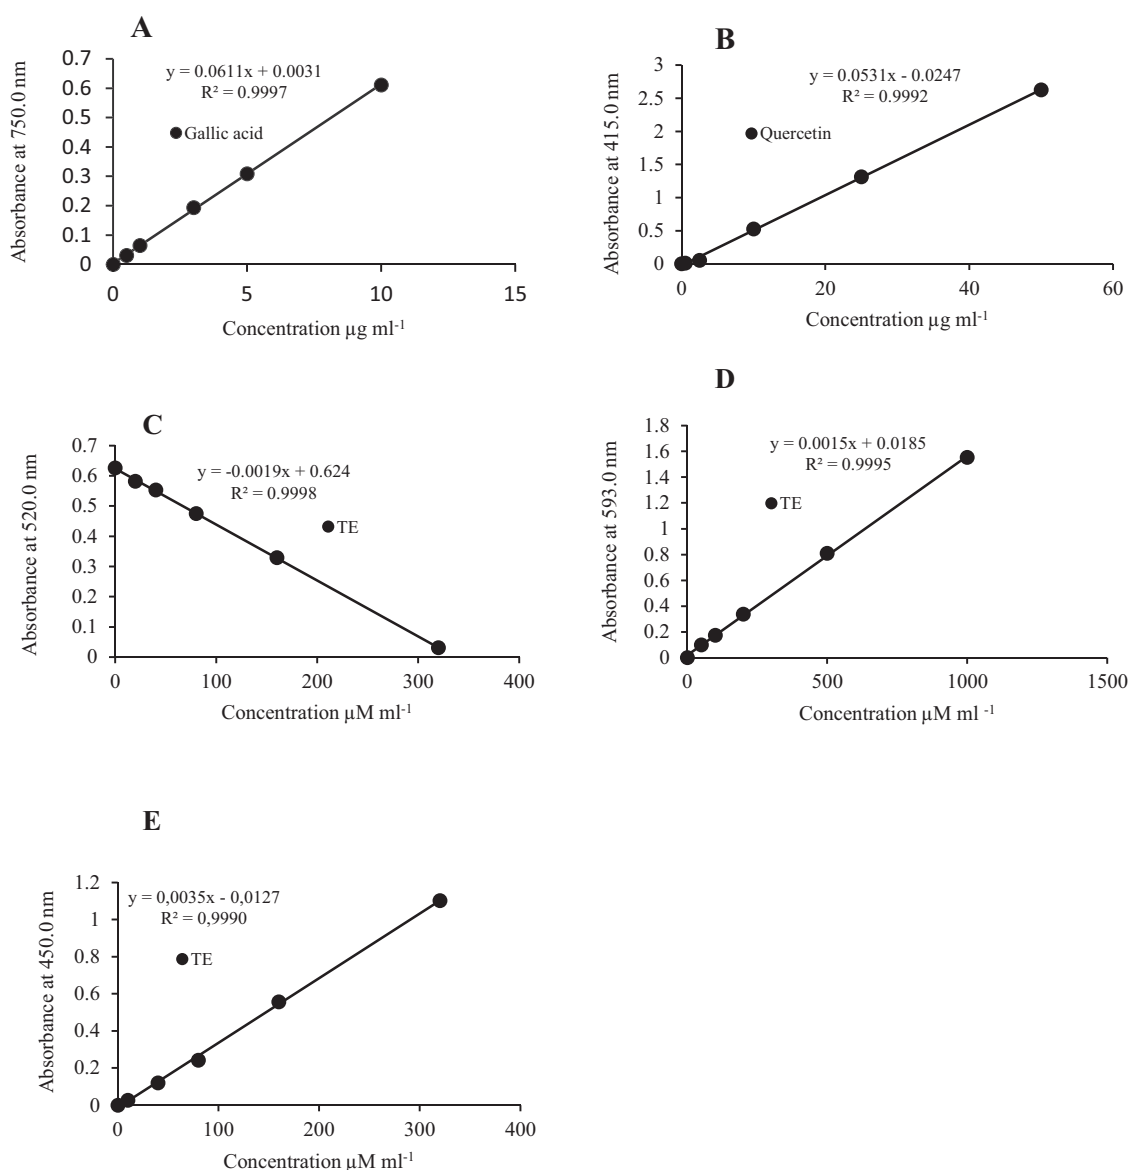 A
y = 0.0611x + 0.0031
R² = 0.9997
Gallic acid
Absorbance at 750.0 nm
0.7
0.6
0.5
0.4
0.3
0.2
0.1
0
0 5 10 15
Concentration µg ml⁻¹
B
y = 0.0531x - 0.0247
R² = 0.9992
Quercetin
Absorbance at 415.0 nm
3
2.5
2
1.5
1
0.5
0
0 20 40 60
Concentration µg ml⁻¹
C
y = -0.0019x + 0.624
R² = 0.9998
TE
Absorbance at 520.0 nm
0.7
0.6
0.5
0.4
0.3
0.2
0.1
0
0 100 200 300 400
Concentration µM ml⁻¹
D
y = 0.0015x + 0.0185
R² = 0.9995
TE
Absorbance at 593.0 nm
1.8
1.6
1.4
1.2
1
0.8
0.6
0.4
0.2
0
0 500 1000 1500
Concentration µM ml ⁻¹
E
y = 0,0035x - 0,0127
R² = 0,9990
TE
Absorbance at 450.0 nm
1.2
1
0.8
0.6
0.4
0.2
0
0 100 200 300 400
Concentration µM ml⁻¹